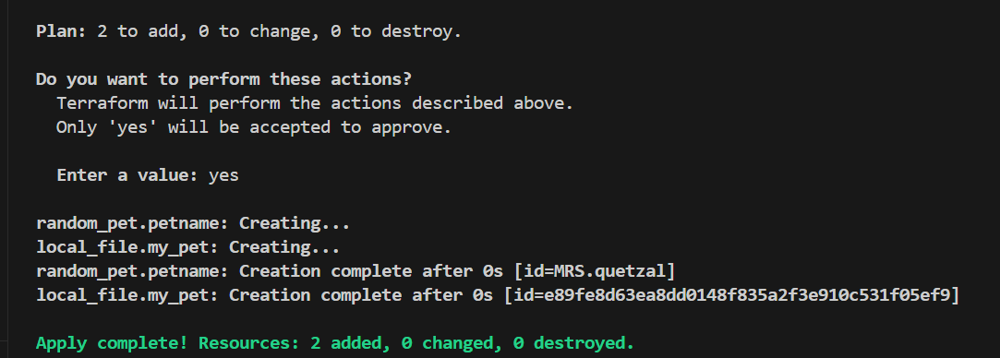 Plan: 2 to add, 0 to change, 0 to destroy.
Do you want to perform these actions?
Terraform will perform the actions described above.
Only 'yes' will be accepted to approve.
Enter a value: yes
random_pet.petname: Creating...
local_file.my_pet: Creating...
random_pet.petname: Creation complete after 0s [id=MRS.quetzal]
local_file.my_pet: Creation complete after 0s [id=e89fe8d63ea8dd0148f835a2f3e910c531f05ef9]
Apply complete! Resources: 2 added, 0 changed, 0 destroyed.